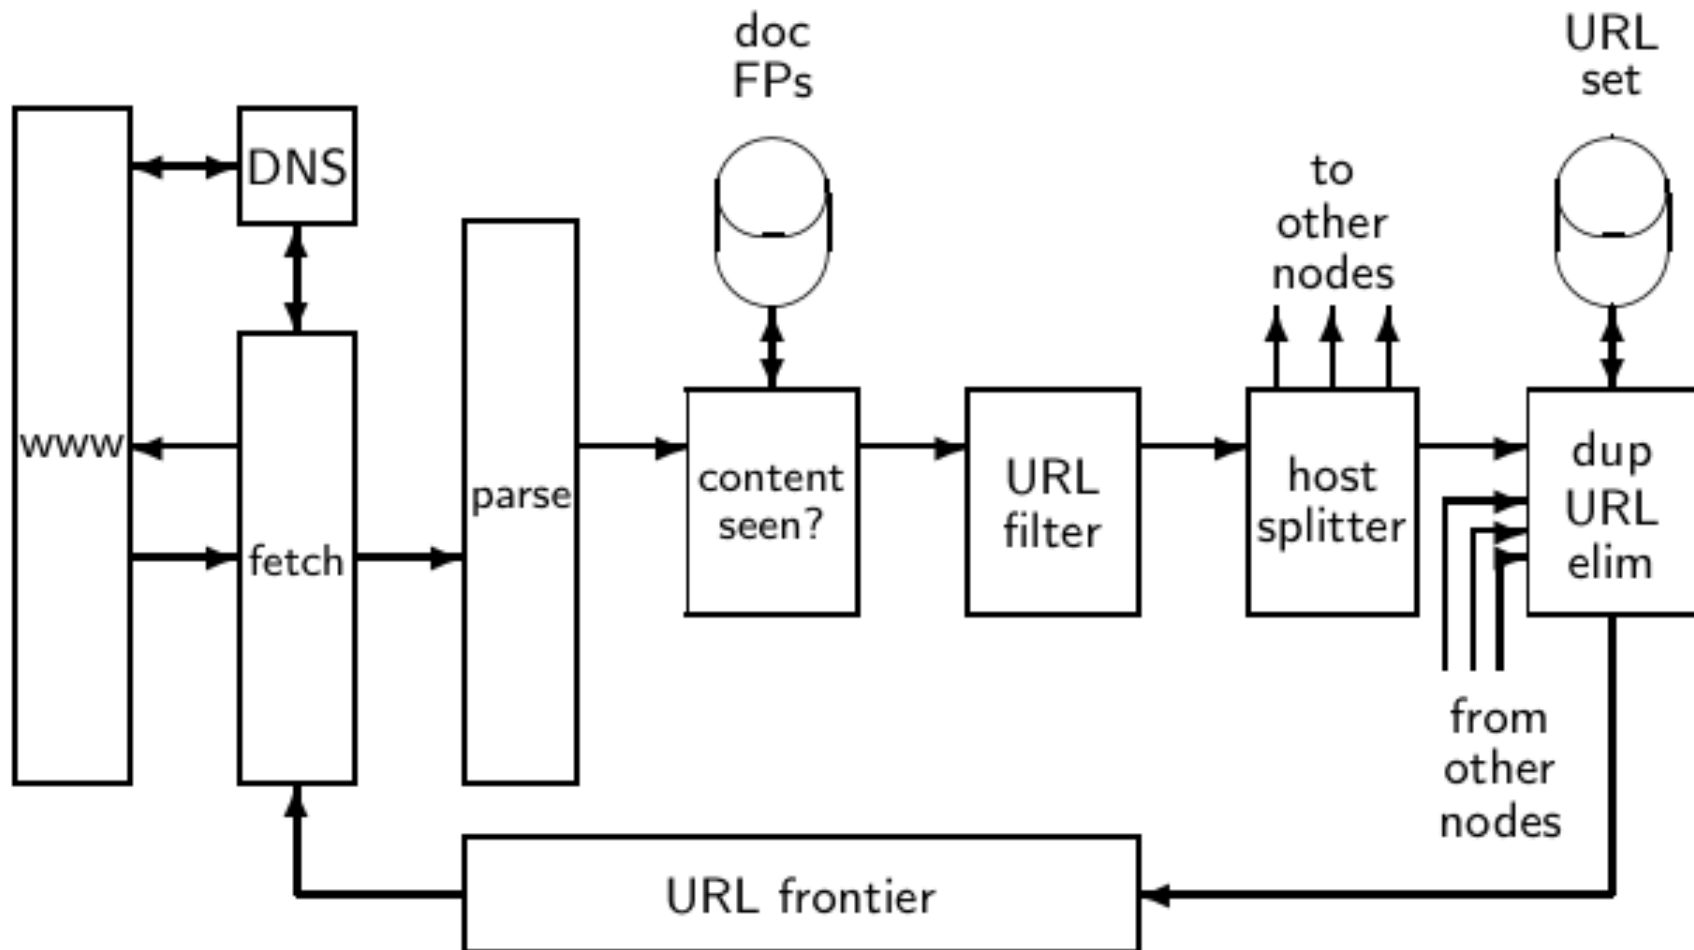 doc
FPs
URL
set
DNS
to
other
nodes
www
parse
content
seen?
URL
filter
host
splitter
dup
URL
elim
fetch
from
other
nodes
URL frontier